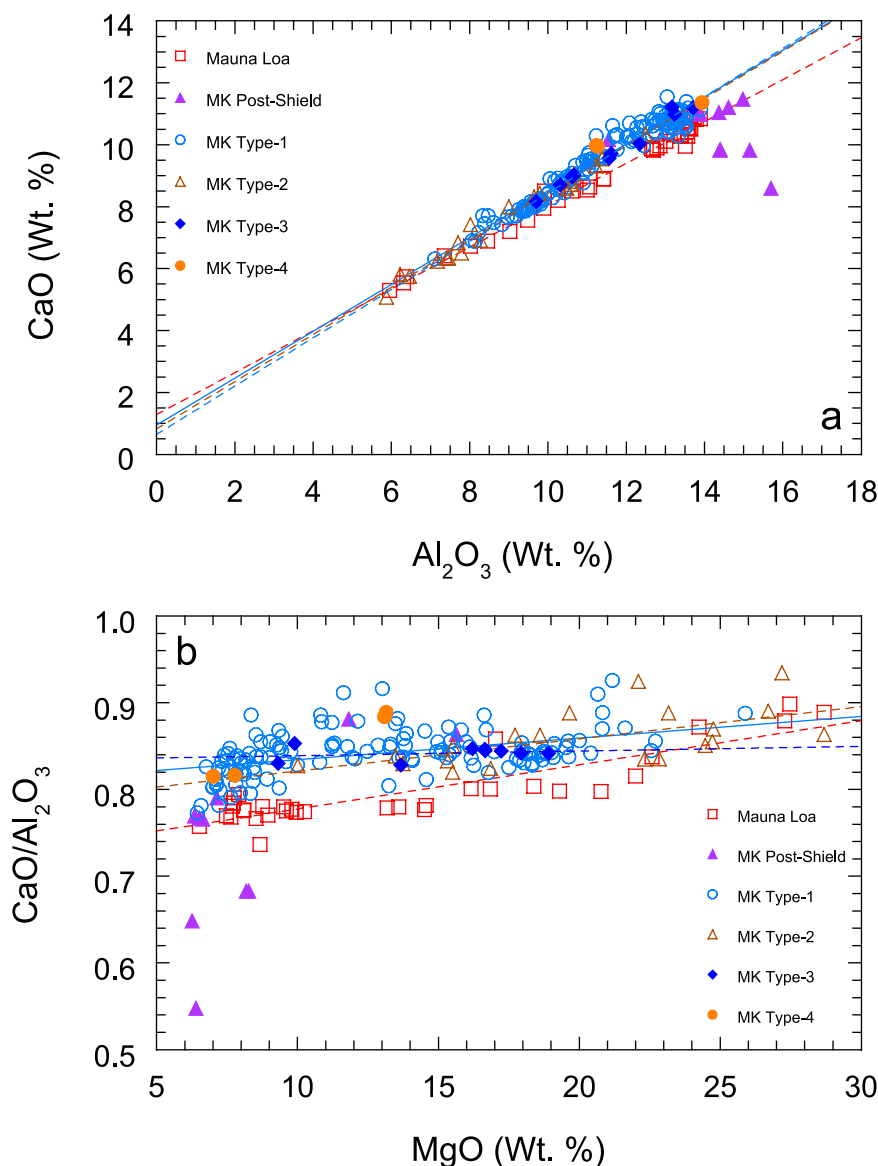 14
12
10
8
6
4
2
0
CaO (Wt. %)
Mauna Loa
MK Post-Shield
MK Type-1
MK Type-2
MK Type-3
MK Type-4
a
0 2 4 6 8 10 12 14 16 18
Al₂O₃ (Wt. %)
b
1.0
0.9
0.8
0.7
0.6
0.5
CaO/Al₂O₃
Mauna Loa
MK Post-Shield
MK Type-1
MK Type-2
MK Type-3
MK Type-4
5 10 15 20 25 30
MgO (Wt. %)